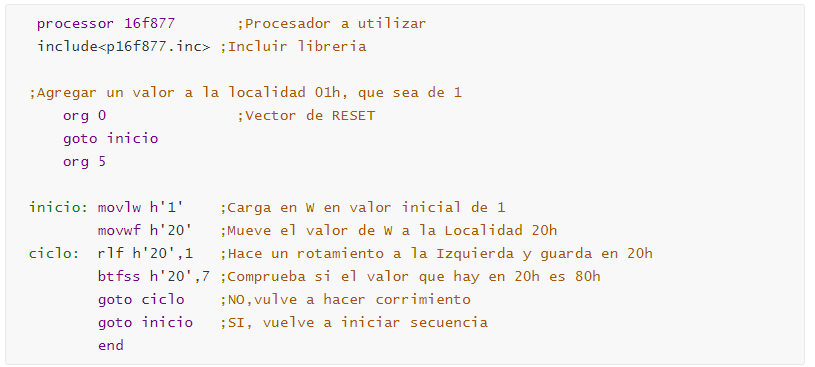 processor 16f877 ;Procesador a utilizar
include<p16f877.inc> ;Incluir libreria
;Agregar un valor a la localidad 01h, que sea de 1
org 0 ;Vector de RESET
goto inicio
org 5
inicio: movlw h'1' ;Carga en W en valor inicial de 1
movwf h'20' ;Mueve el valor de W a la Localidad 20h
ciclo: rlf h'20',1 ;Hace un rotamiento a la Izquierda y guarda en 20h
btfss h'20',7 ;Comprueba si el valor que hay en 20h es 80h
goto ciclo ;NO,vulve a hacer corrimiento
goto inicio ;SI, vuelve a iniciar secuencia
end